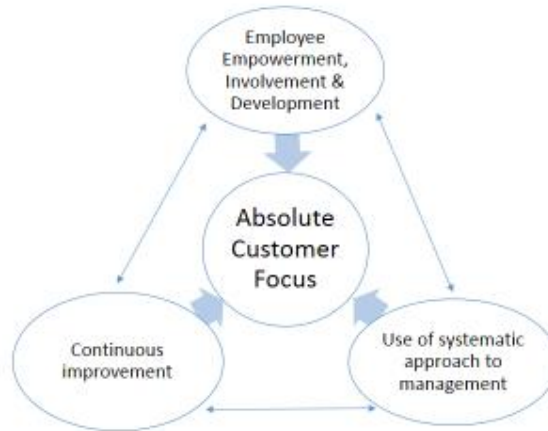 Employee
Empowerment,
Involvement &
Development
Absolute
Customer
Focus
Continuous
improvement
Use of systematic
approach to
management